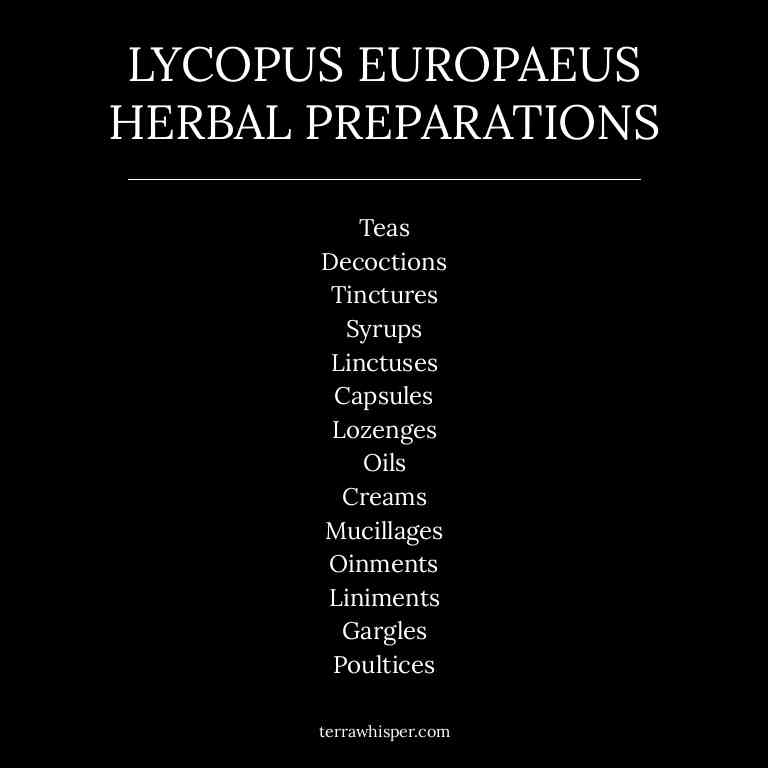 LYCOPUS EUROPAEUS
HERBAL PREPARATIONS
Teas
Decoctions
Tinctures
Syrups
Linctuses
Capsules
Lozenges
Oils
Creams
Mucillages
Oinments
Liniments
Gargles
Poultices
terrawhisper.com